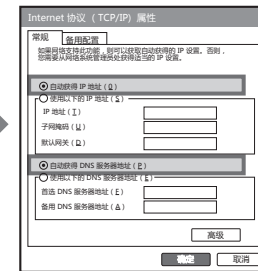 Internet 协议 （TCP/IP) 属性
常规 备用配置
如果网络支持此功能，则可以获取自动获得的 IP 设置。否则，
您需要从网络系统管理员处获得适当的 IP 设置。
自动获得 IP 地址（O）
使用以下的 IP 地址（S）
IP 地址（I）
子网掩码（U）
默认网关（D）
自动获得 DNS 服务器地址（P）
使用以下的 DNS 服务器地址（E）
首选 DNS 服务器地址（F）
备用 DNS 服务器地址（A）
高级
确定 取消